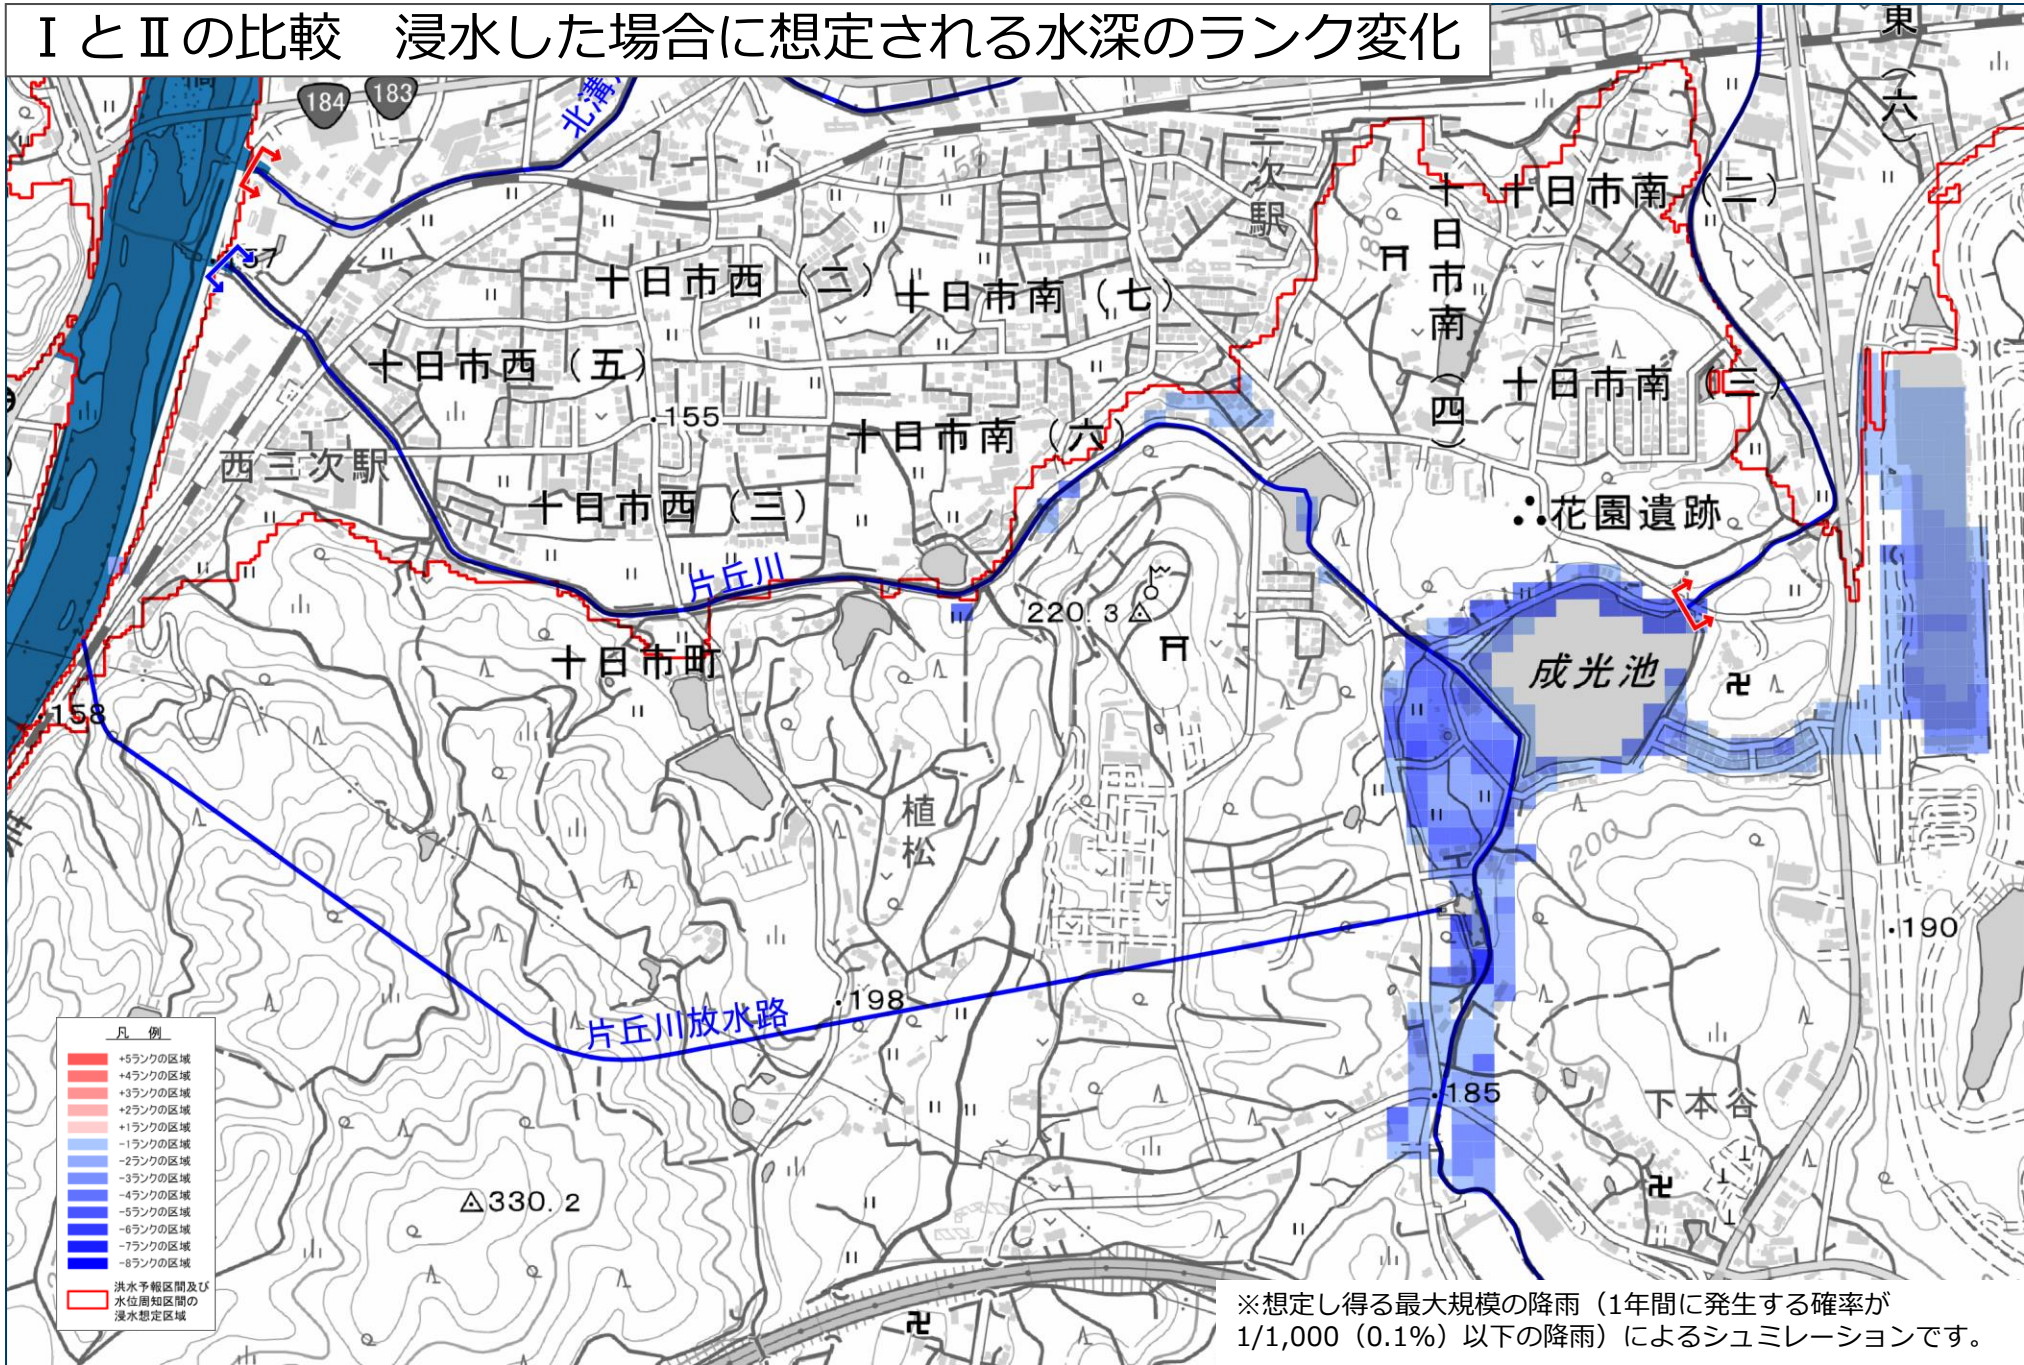 ⅠとⅡの比較　浸水した場合に想定される水深のランク変化
184
183
北溝
東（六）
三次駅
156
180
十日市南（二）
十日市南（四）
57
十日市西（二）
十日市南（七）
十日市西（五）
十日市南（三）
155
十日市南（六）
西三次駅
十日市西（三）
花園遺跡
片丘川
220.3
十日市町
成光池
158
植松
200
190
198
片丘川放水路
185
下本谷
330.2
凡　例
+5ランクの区域
+4ランクの区域
+3ランクの区域
+2ランクの区域
+1ランクの区域
-1ランクの区域
-2ランクの区域
-3ランクの区域
-4ランクの区域
-5ランクの区域
-6ランクの区域
-7ランクの区域
-8ランクの区域
洪水予報区間及び
水位周知区間の
浸水想定区域
※想定し得る最大規模の降雨（1年間に発生する確率が
1/1,000（0.1%）以下の降雨）によるシュミレーションです。